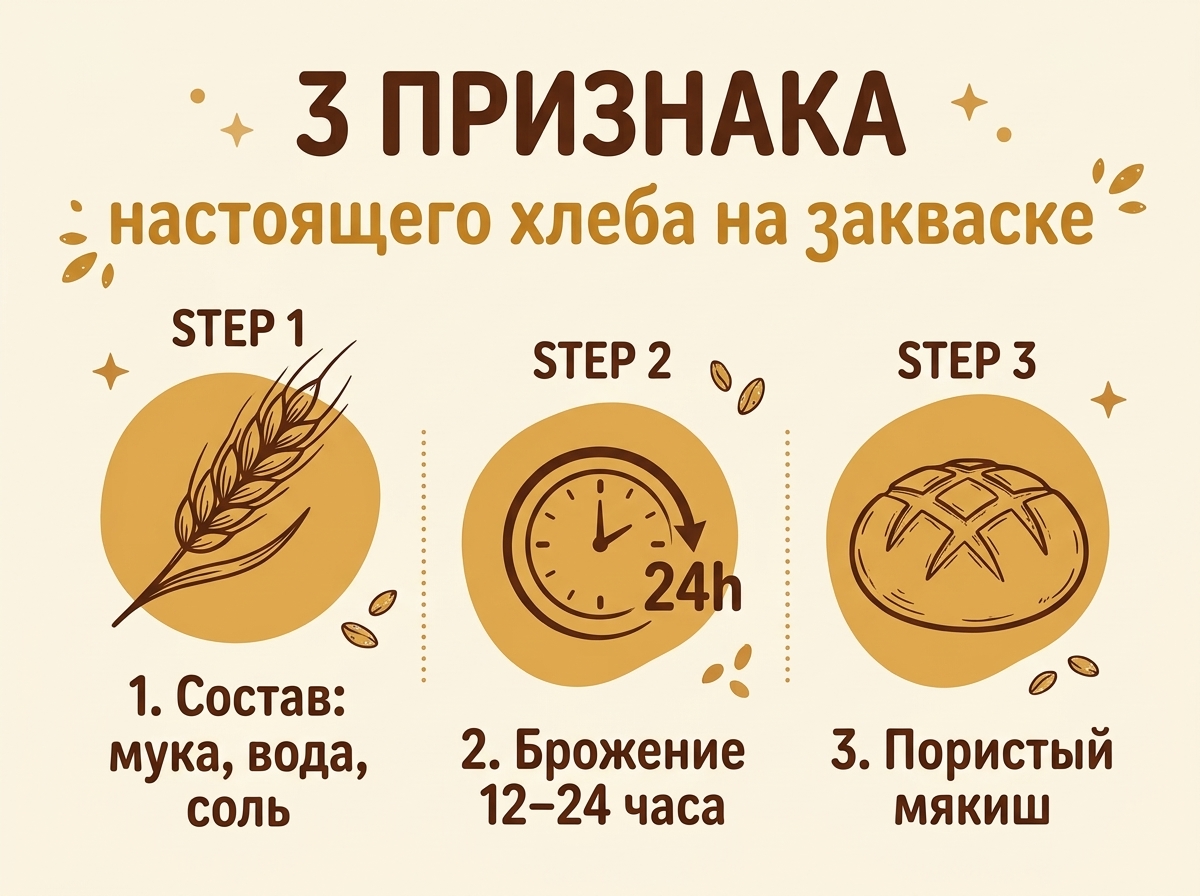 3 ПРИЗНАКА
настоящего хлеба на закваске
STEP 1
1. Состав:
мука, вода,
соль
STEP 2
24h
2. Брожение
12–24 часа
STEP 3
3. Пористый
мякиш